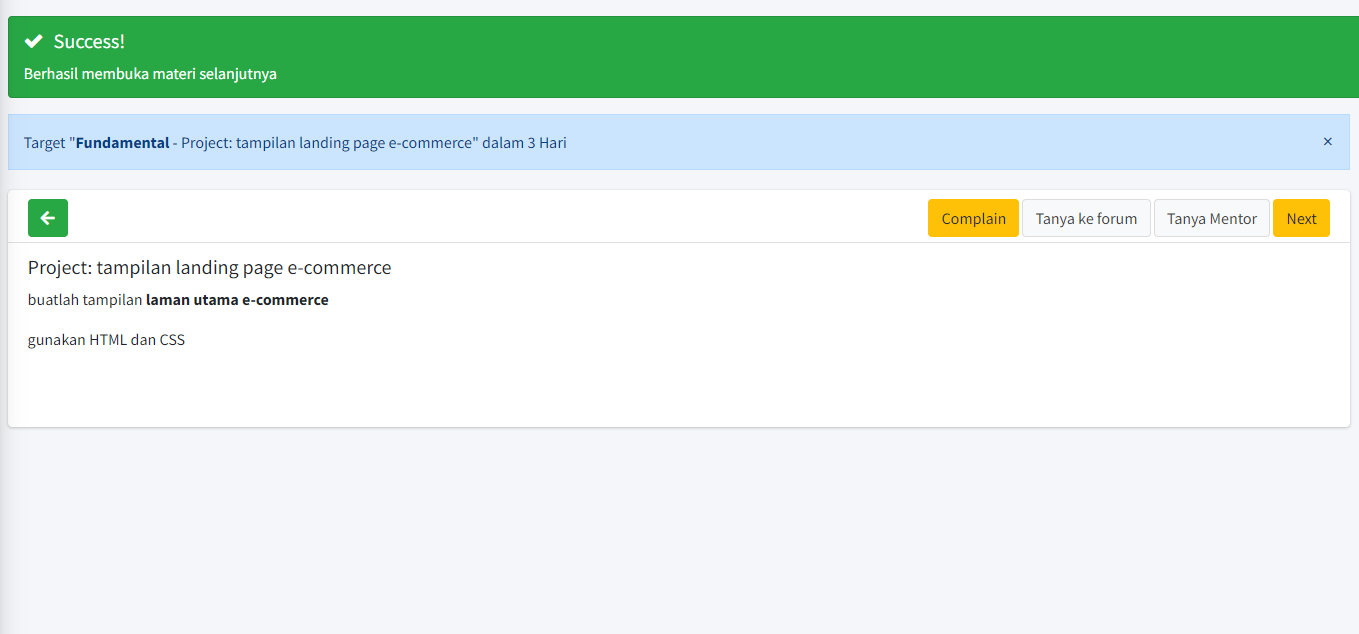 Success!
Berhasil membuka materi selanjutnya
Target "Fundamental - Project: tampilan landing page e-commerce" dalam 3 Hari ×
Complain Tanya ke forum Tanya Mentor Next
Project: tampilan landing page e-commerce
buatlah tampilan laman utama e-commerce
gunakan HTML dan CSS